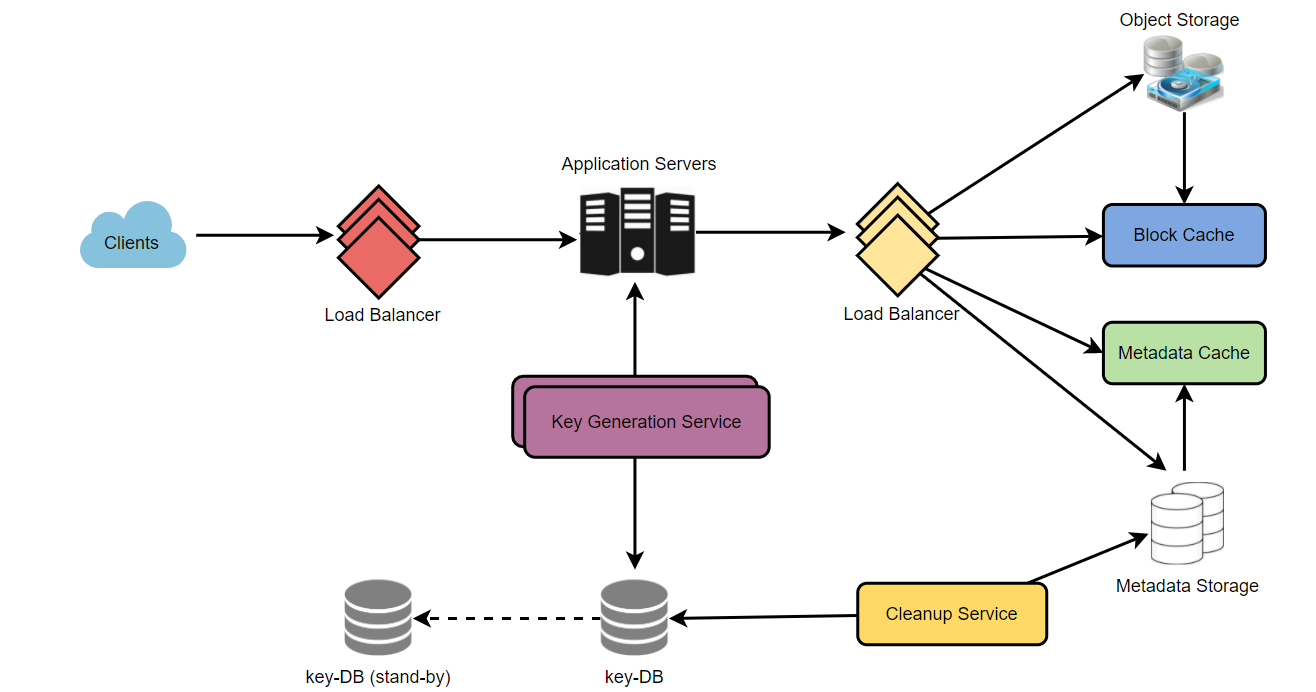 Object Storage
Application Servers
Clients
Block Cache
Load Balancer
Load Balancer
Metadata Cache
Key Generation Service
Metadata Storage
Cleanup Service
key-DB (stand-by)
key-DB